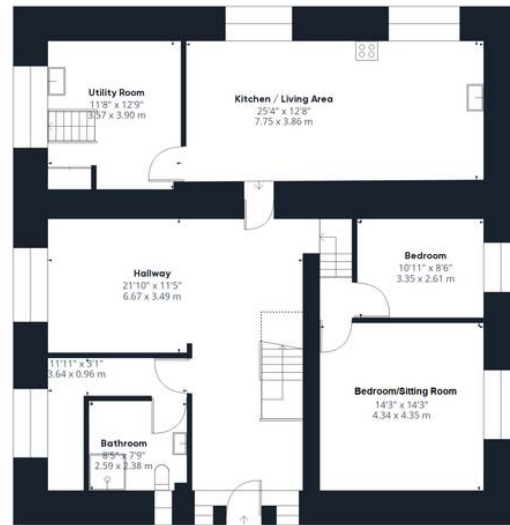 Utility Room
11'8" x 12'9"
3.57 x 3.90 m
Kitchen / Living Area
25'4" x 12'8"
7.75 x 3.86 m
Hallway
21'10" x 11'5"
6.67 x 3.49 m
Bedroom
10'11" x 8'6"
3.35 x 2.61 m
11'11" x 3'1"
3.64 x 0.96 m
Bedroom/Sitting Room
14'3" x 14'3"
4.34 x 4.35 m
Bathroom
8'5" x 7'9"
2.59 x 2.38 m